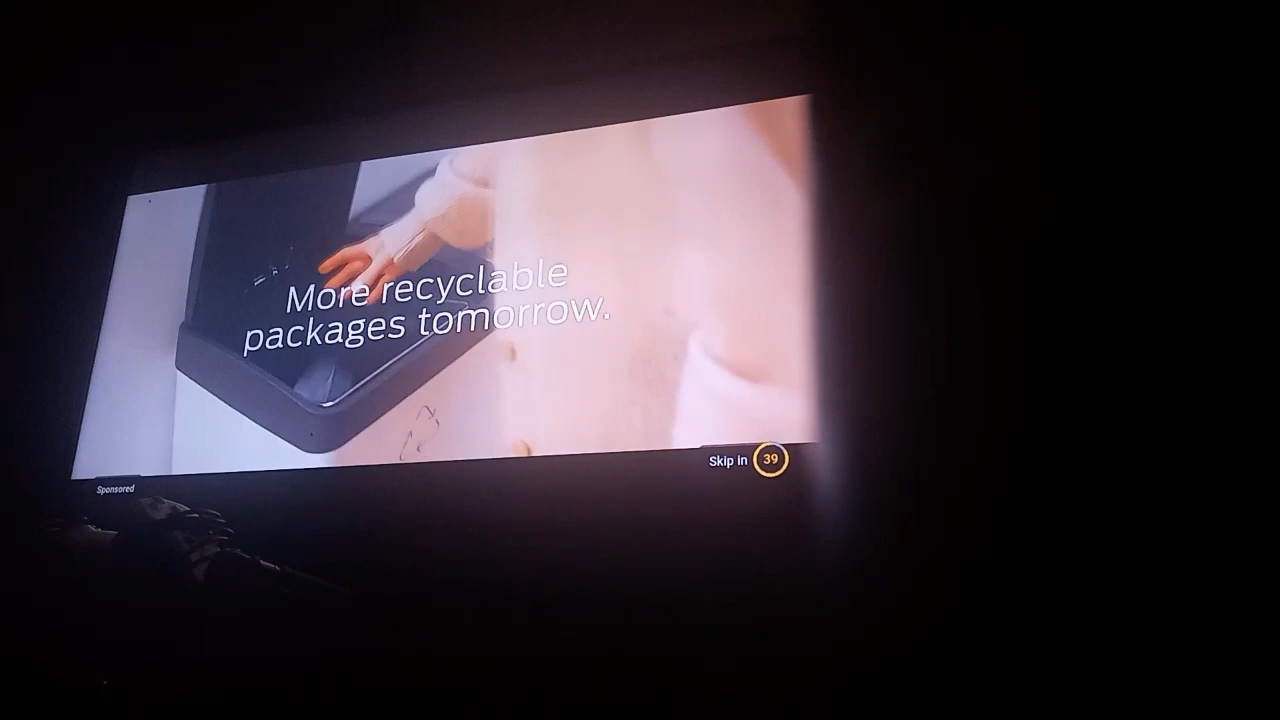 More recyclable
packages tomorrow.
Skip in 39
Sponsored